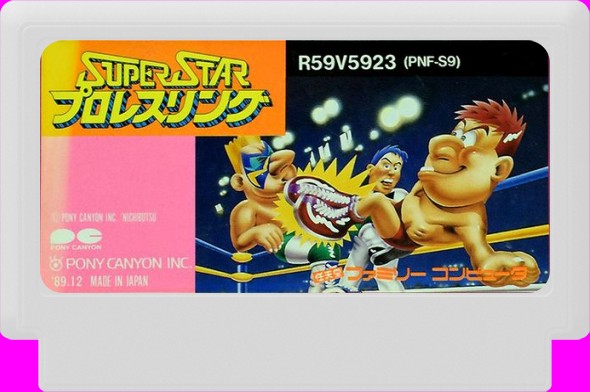 SUPER STAR
プロレスリング
R59V5923 (PNF-S9)
© PONY CANYON INC. NICHIBUTSU
PC
PONY CANYON
PONY CANYON INC.
'89.12 MADE IN JAPAN
任天堂 ファミリーコンピュータ